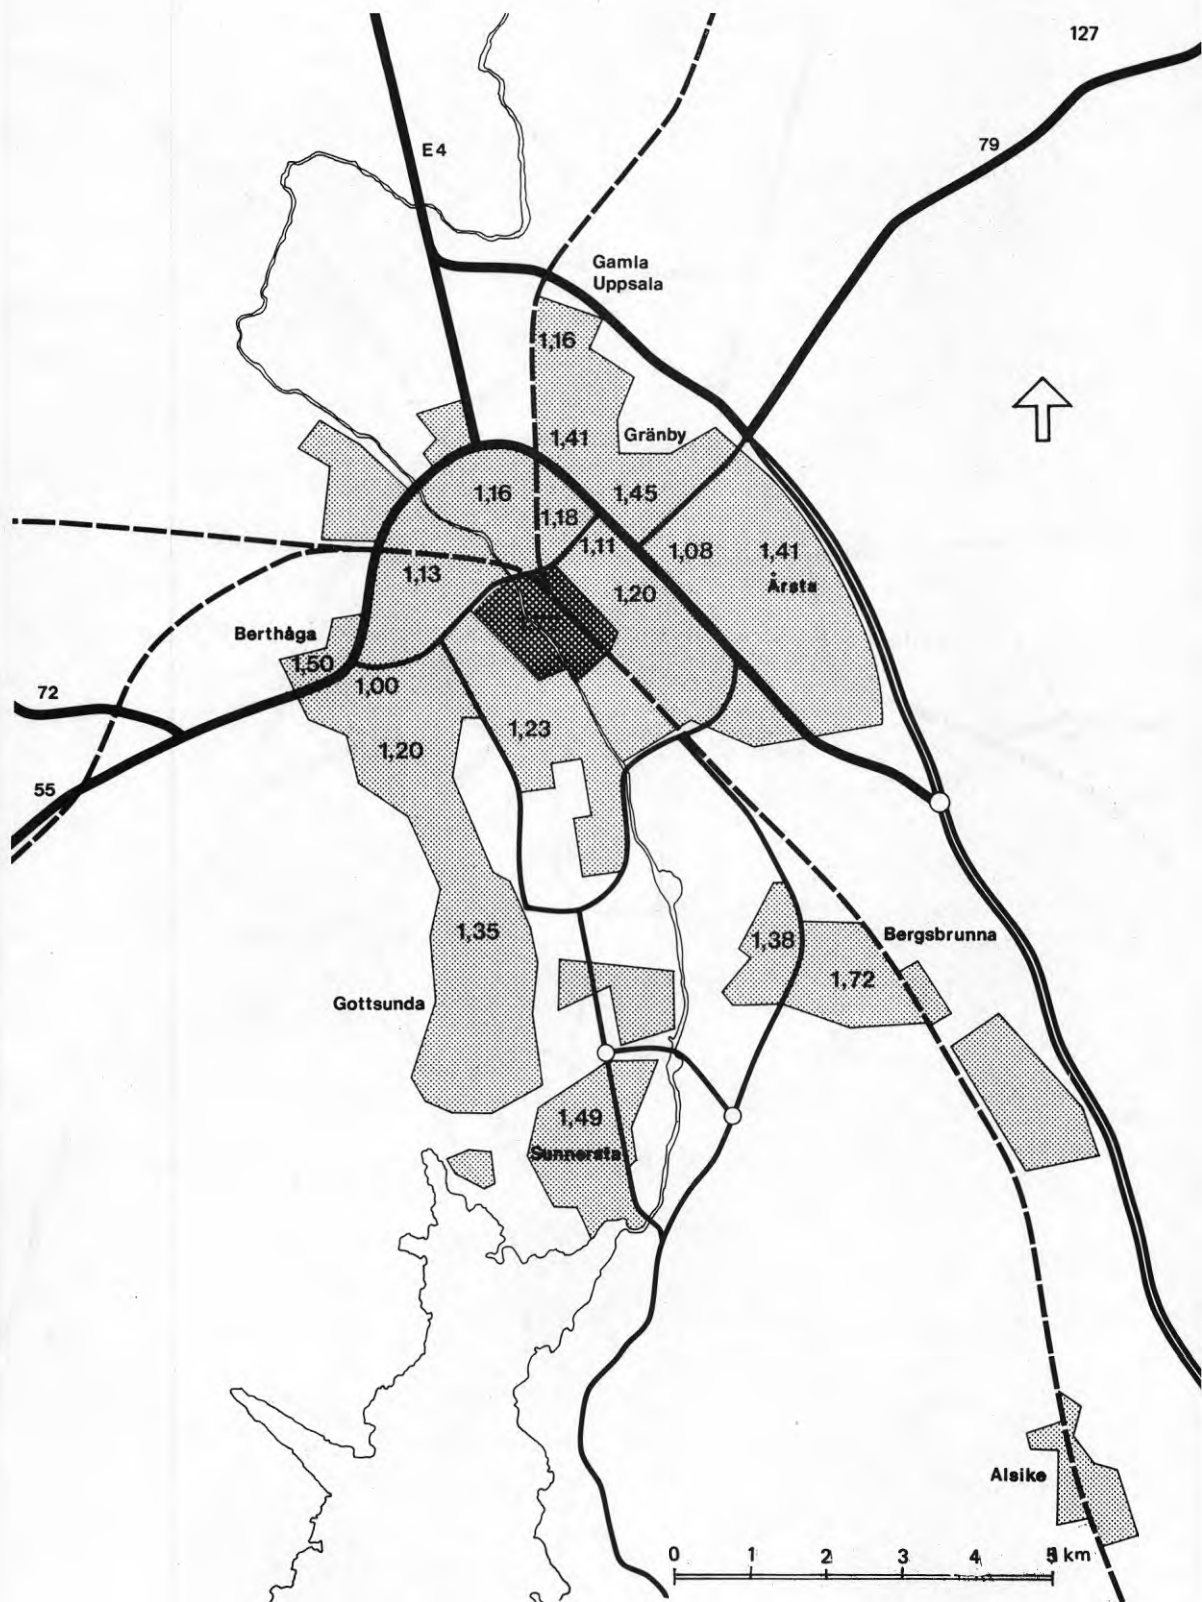 127
79
E4
Gamla
Uppsala
1,16
1,41
Gränby
1,16
1,45
1,18
1,11
1,08
1,41
1,13
1,20
Årsta
Berthåga
1,50
1,00
72
1,23
1,20
55
1,35
1,38
Bergsbrunna
1,72
Gottsunda
1,49
Sunnersta
Alsike
0 1 2 3 4 5 km